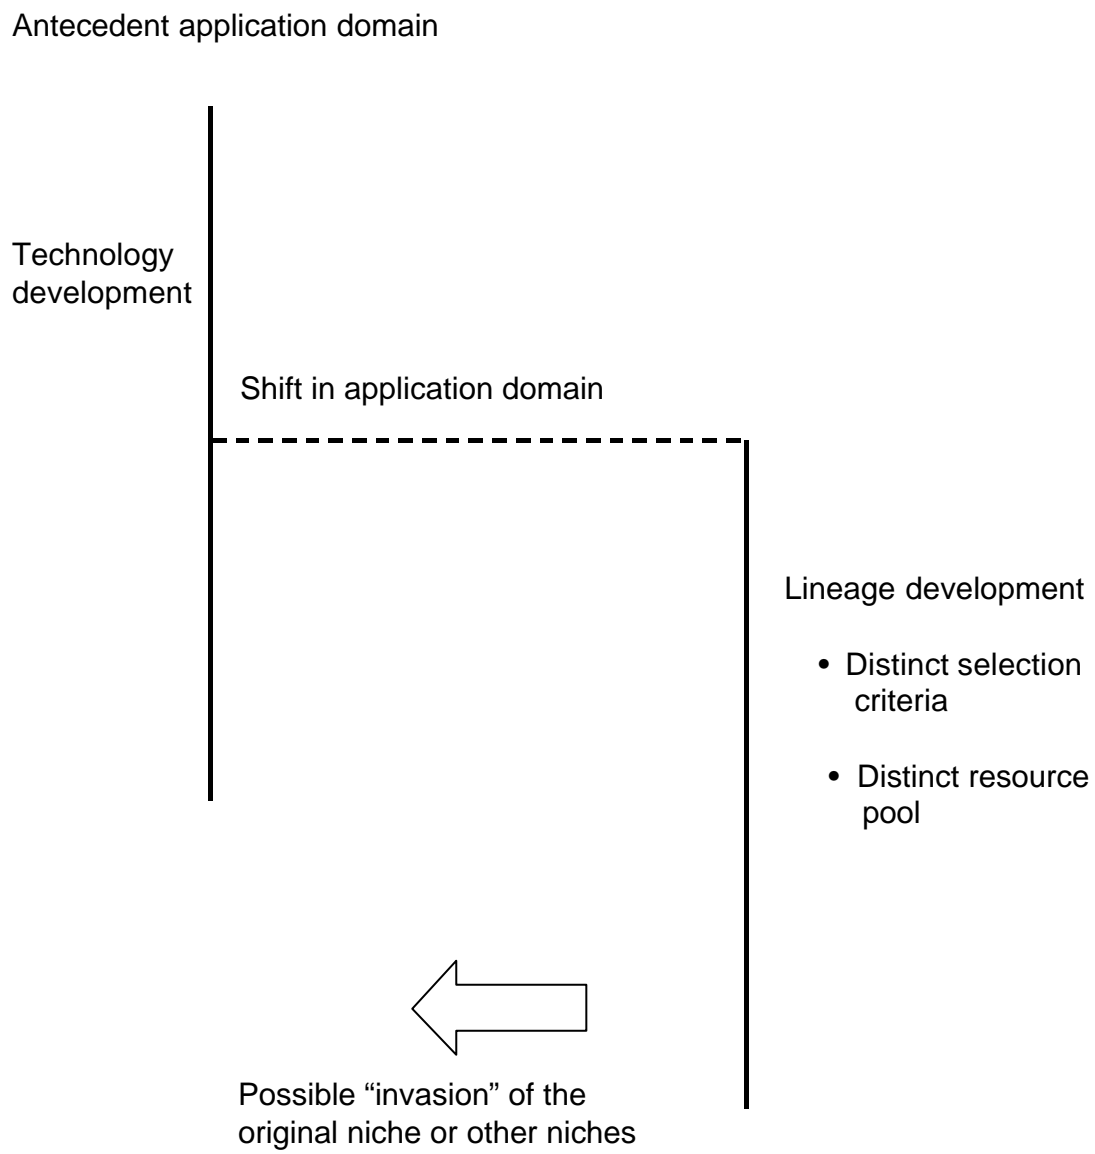 Antecedent application domain
Technology
development
Shift in application domain
Lineage development
• Distinct selection
criteria
• Distinct resource
pool
Possible “invasion” of the
original niche or other niches